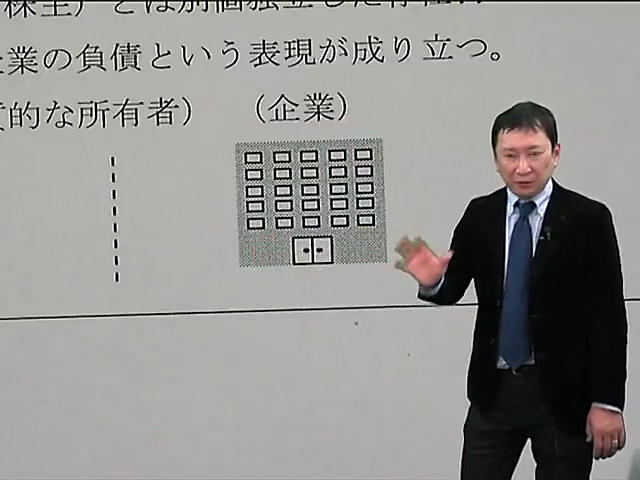 株主）とは別個独立した存在
業の負債という表現が成り立つ。
的な所有者） （企業）